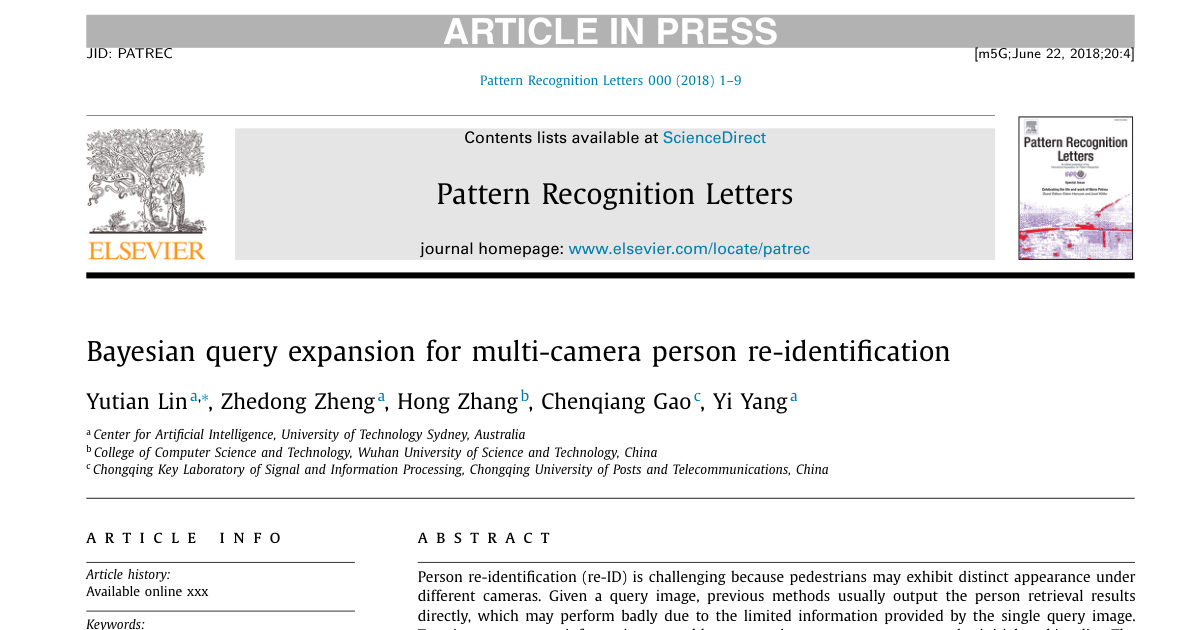 ARTICLE IN PRESS
JID: PATREC
[m5G;June 22, 2018;20:4]
Pattern Recognition Letters 000 (2018) 1–9
Contents lists available at ScienceDirect
Pattern Recognition Letters
journal homepage: www.elsevier.com/locate/patrec
ELSEVIER
Pattern Recognition
Letters
Bayesian query expansion for multi-camera person re-identification
Yutian Lin a,*, Zhedong Zheng a, Hong Zhang b, Chenqiang Gao c, Yi Yang a
a Center for Artificial Intelligence, University of Technology Sydney, Australia
b College of Computer Science and Technology, Wuhan University of Science and Technology, China
c Chongqing Key Laboratory of Signal and Information Processing, Chongqing University of Posts and Telecommunications, China
ARTICLE INFO
Article history:
Available online xxx
Keywords:
ABSTRACT
Person re-identification (re-ID) is challenging because pedestrians may exhibit distinct appearance under
different cameras. Given a query image, previous methods usually output the person retrieval results
directly, which may perform badly due to the limited information provided by the single query image.